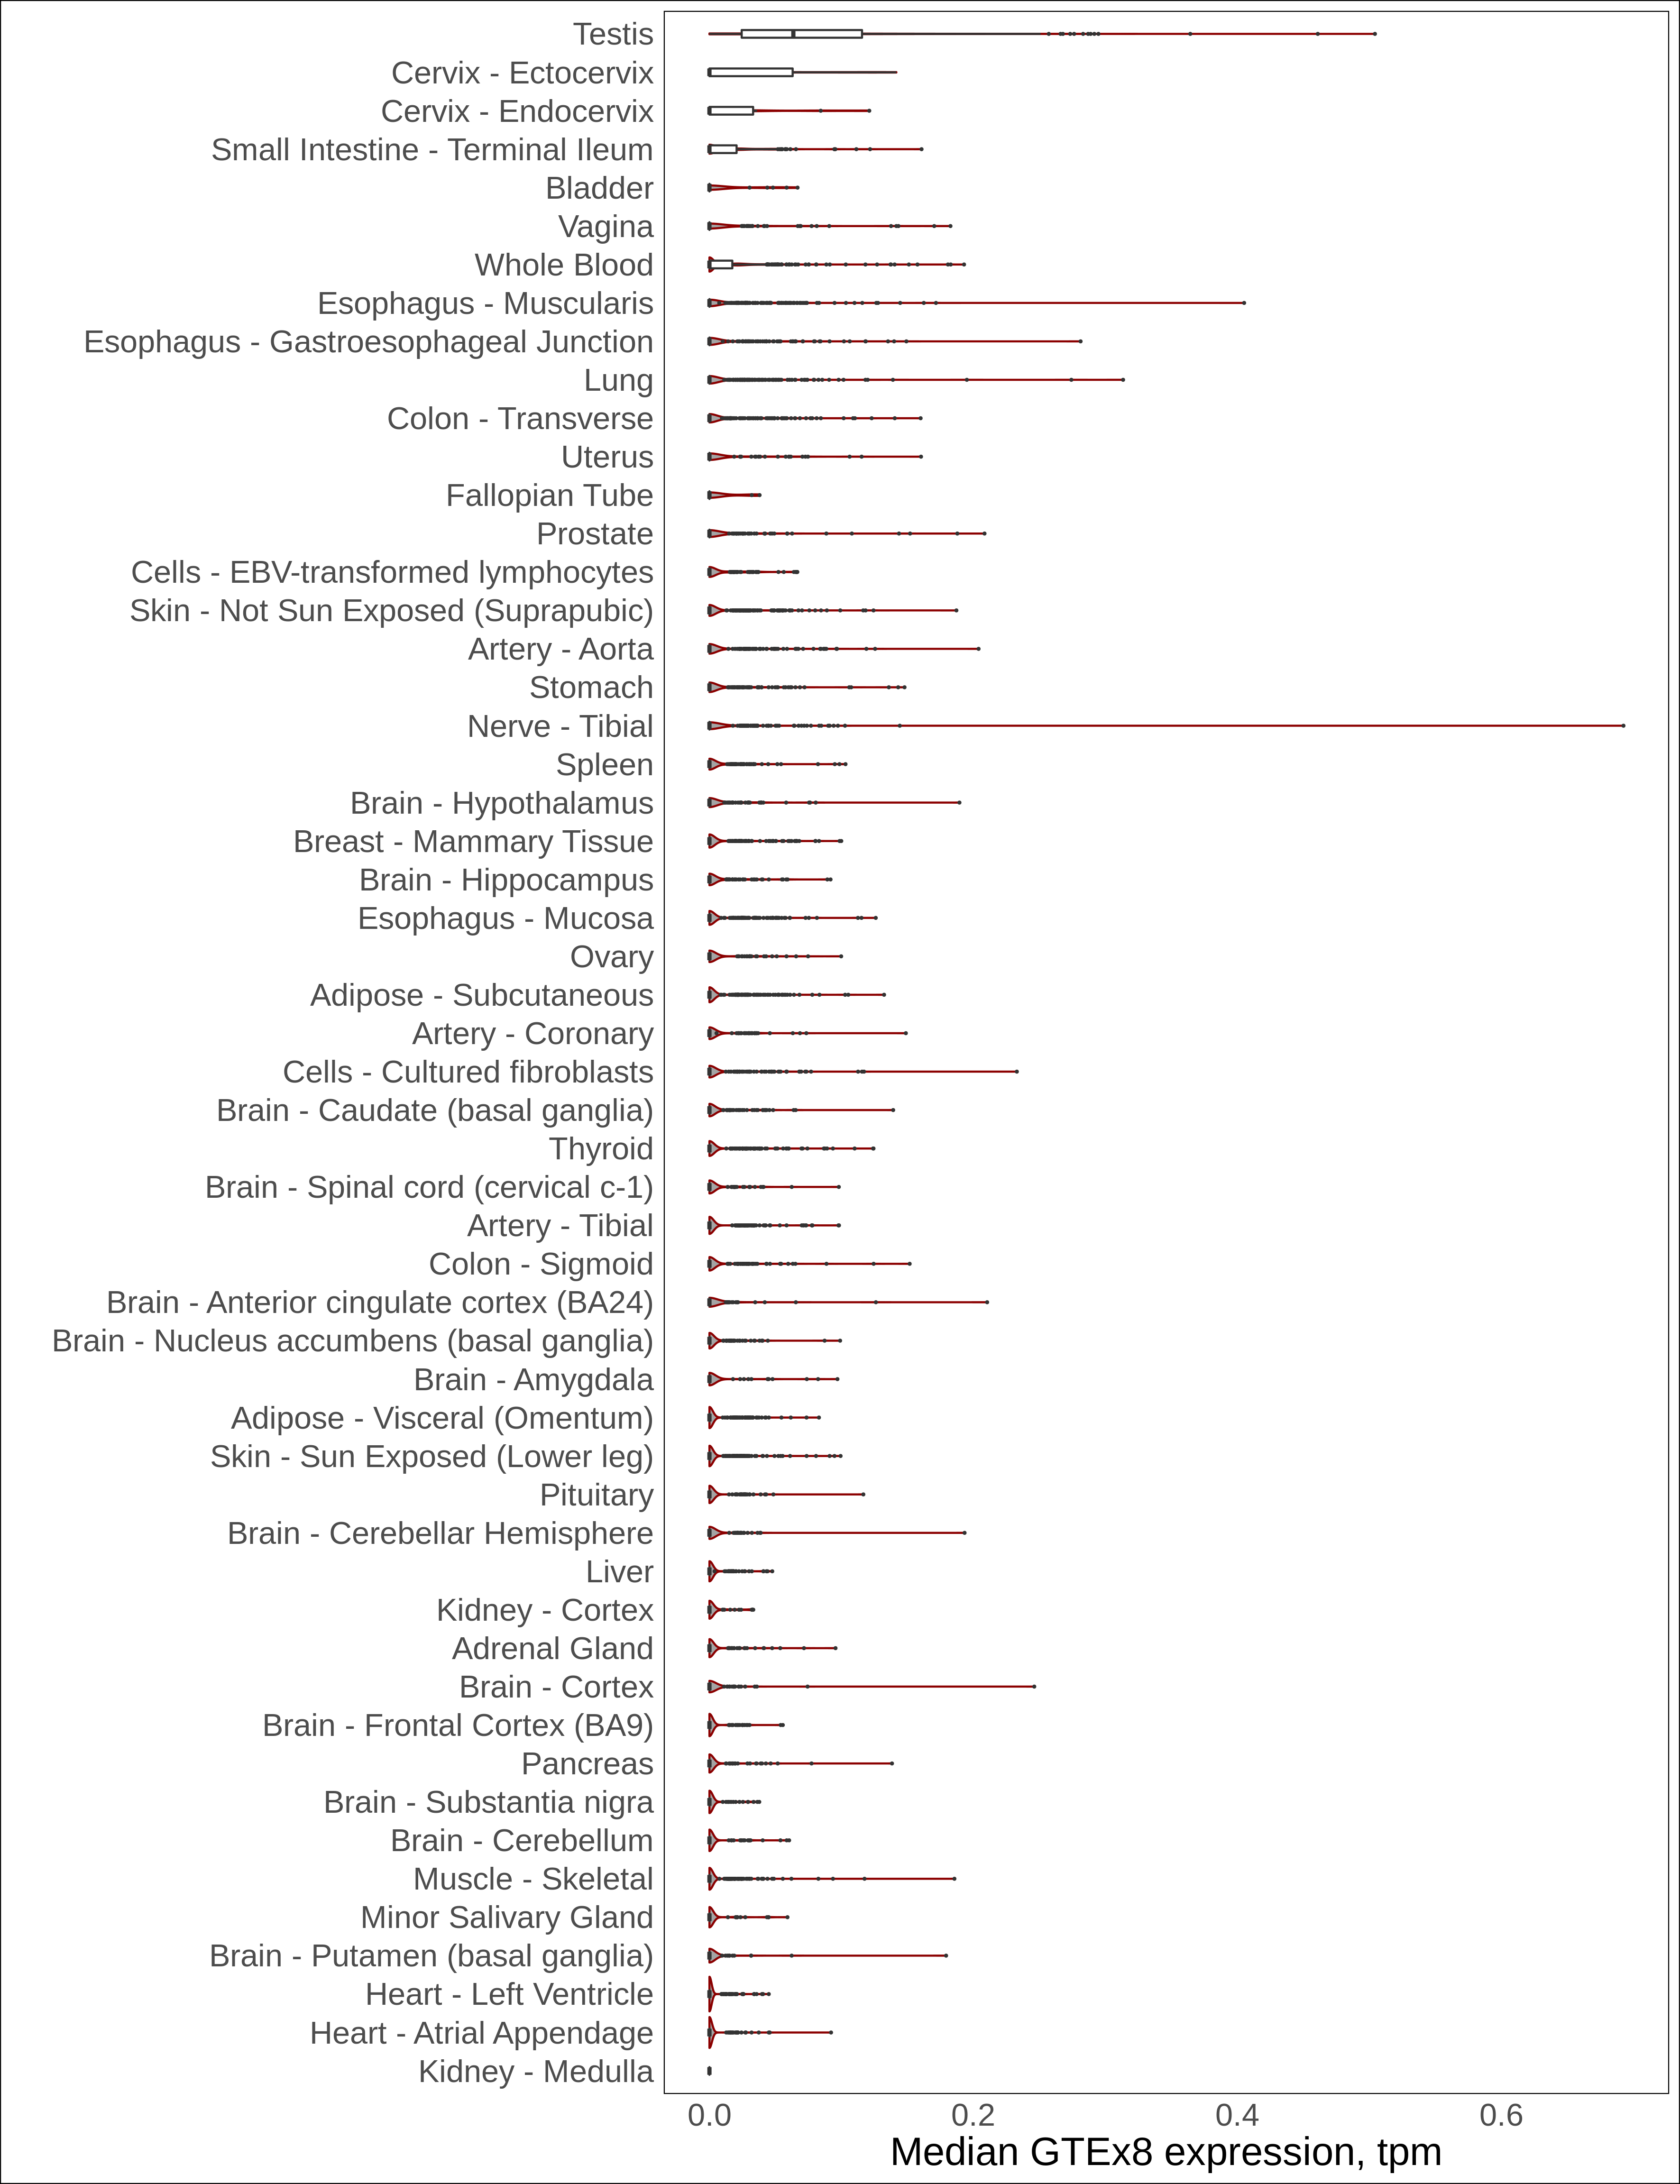 Testis
Cervix - Ectocervix
Cervix - Endocervix
Small Intestine - Terminal Ileum
Bladder
Vagina
Whole Blood
Esophagus - Muscularis
Esophagus - Gastroesophageal Junction
Lung
Colon - Transverse
Uterus
Fallopian Tube
Prostate
Cells - EBV-transformed lymphocytes
Skin - Not Sun Exposed (Suprapubic)
Artery - Aorta
Stomach
Nerve - Tibial
Spleen
Brain - Hypothalamus
Breast - Mammary Tissue
Brain - Hippocampus
Esophagus - Mucosa
Ovary
Adipose - Subcutaneous
Artery - Coronary
Cells - Cultured fibroblasts
Brain - Caudate (basal ganglia)
Thyroid
Brain - Spinal cord (cervical c-1)
Artery - Tibial
Colon - Sigmoid
Brain - Anterior cingulate cortex (BA24)
Brain - Nucleus accumbens (basal ganglia)
Brain - Amygdala
Adipose - Visceral (Omentum)
Skin - Sun Exposed (Lower leg)
Pituitary
Brain - Cerebellar Hemisphere
Liver
Kidney - Cortex
Adrenal Gland
Brain - Cortex
Brain - Frontal Cortex (BA9)
Pancreas
Brain - Substantia nigra
Brain - Cerebellum
Muscle - Skeletal
Minor Salivary Gland
Brain - Putamen (basal ganglia)
Heart - Left Ventricle
Heart - Atrial Appendage
Kidney - Medulla
0.0 0.2 0.4 0.6
Median GTEx8 expression, tpm